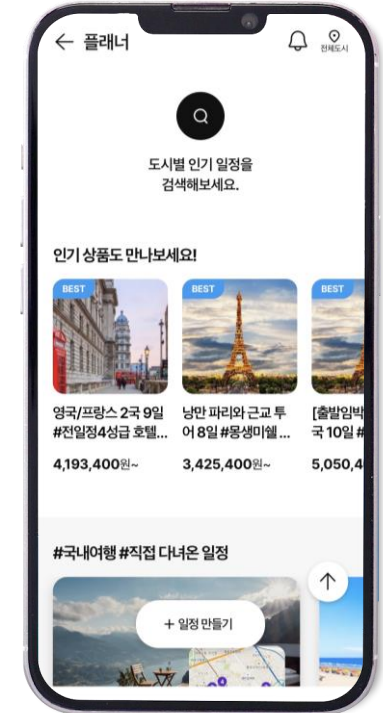 플래너
전체도시
도시별 인기 일정을
검색해보세요.
인기 상품도 만나보세요!
BEST
BEST
BEST
영국/프랑스 2국 9일
#전일정4성급 호텔...
낭만 파리와 근교 투
어 8일 #몽생미쉘 ...
[출발임박
국 10일 #
4,193,400원~
3,425,400원~
5,050,4
#국내여행 #직접 다녀온 일정
+ 일정 만들기